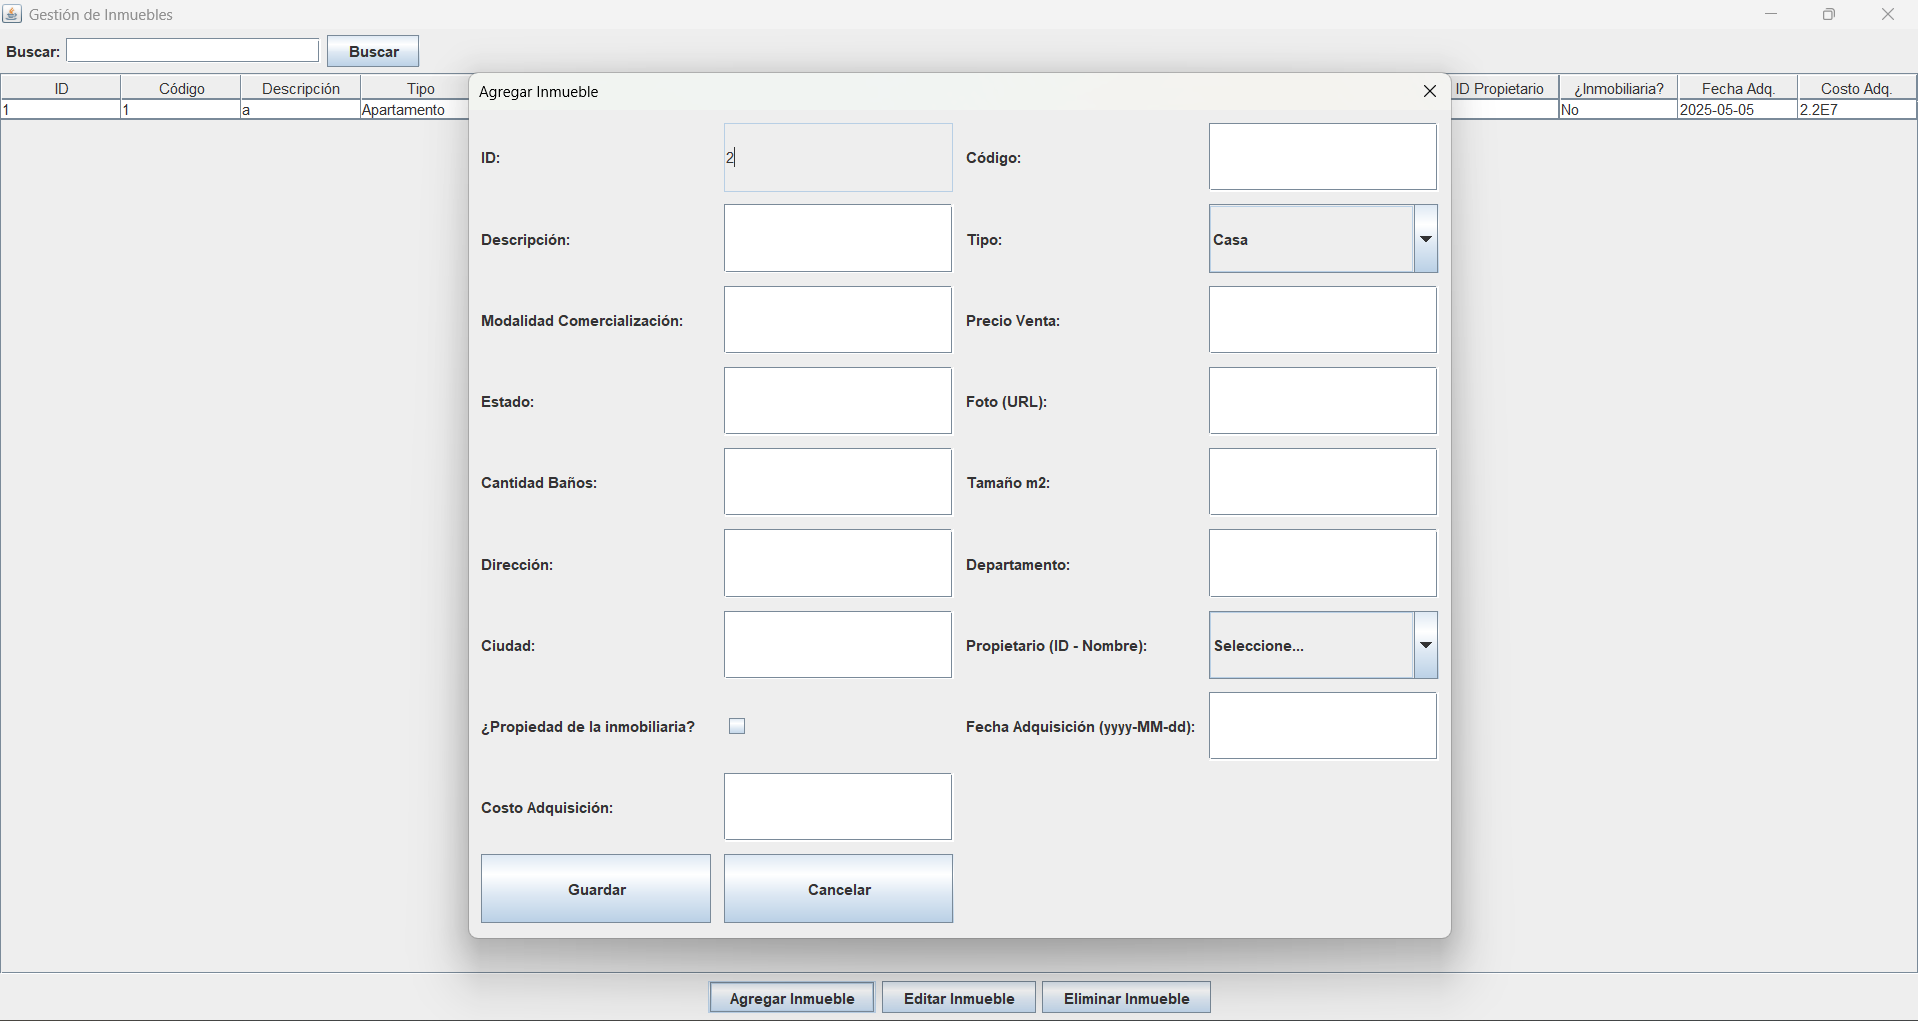 Gestión de Inmuebles
Buscar: Buscar
ID Código Descripción Tipo ID Propietario ¿Inmobiliaria? Fecha Adq. Costo Adq.
1 1 a Apartamento No 2025-05-05 2.2E7
Agregar Inmueble
ID: 2 Código:
Descripción: Tipo: Casa
Modalidad Comercialización: Precio Venta:
Estado: Foto (URL):
Cantidad Baños: Tamaño m2:
Dirección: Departamento:
Ciudad: Propietario (ID - Nombre): Seleccione...
¿Propiedad de la inmobiliaria? Fecha Adquisición (yyyy-MM-dd):
Costo Adquisición:
Guardar Cancelar
Agregar Inmueble Editar Inmueble Eliminar Inmueble